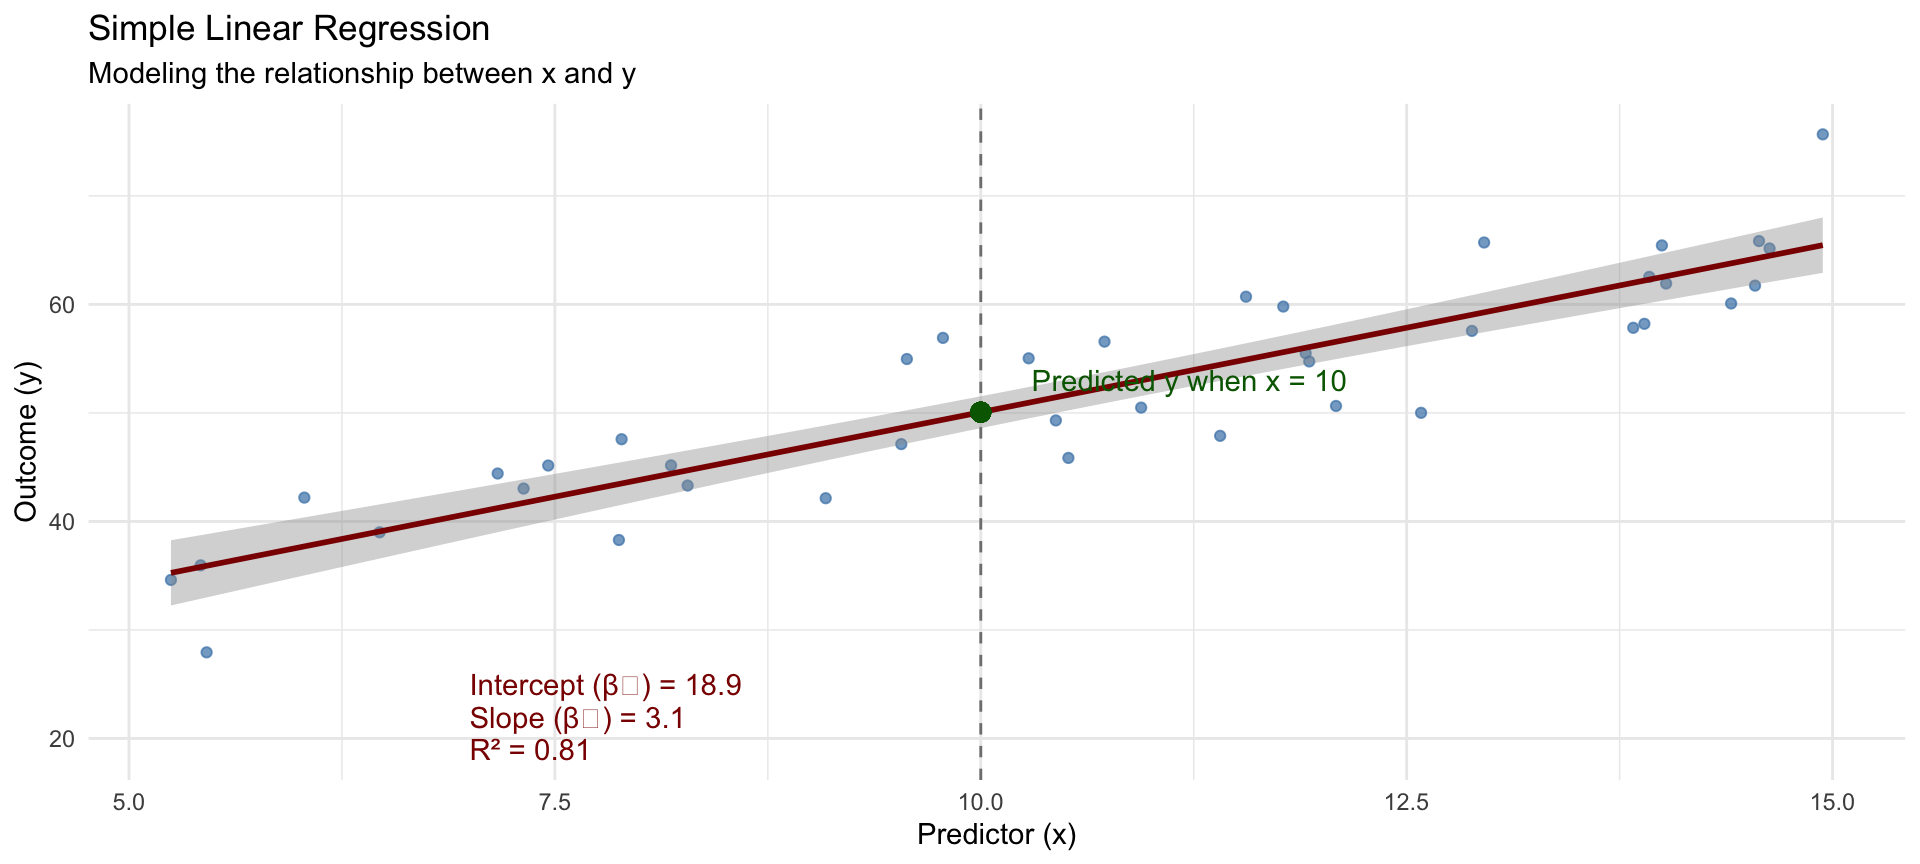 Simple Linear Regression
Modeling the relationship between x and y
Outcome (y)
60
40
20
Predicted y when x = 10
Intercept (β□) = 18.9
Slope (β□) = 3.1
R² = 0.81
5.0 7.5 10.0 12.5 15.0
Predictor (x)